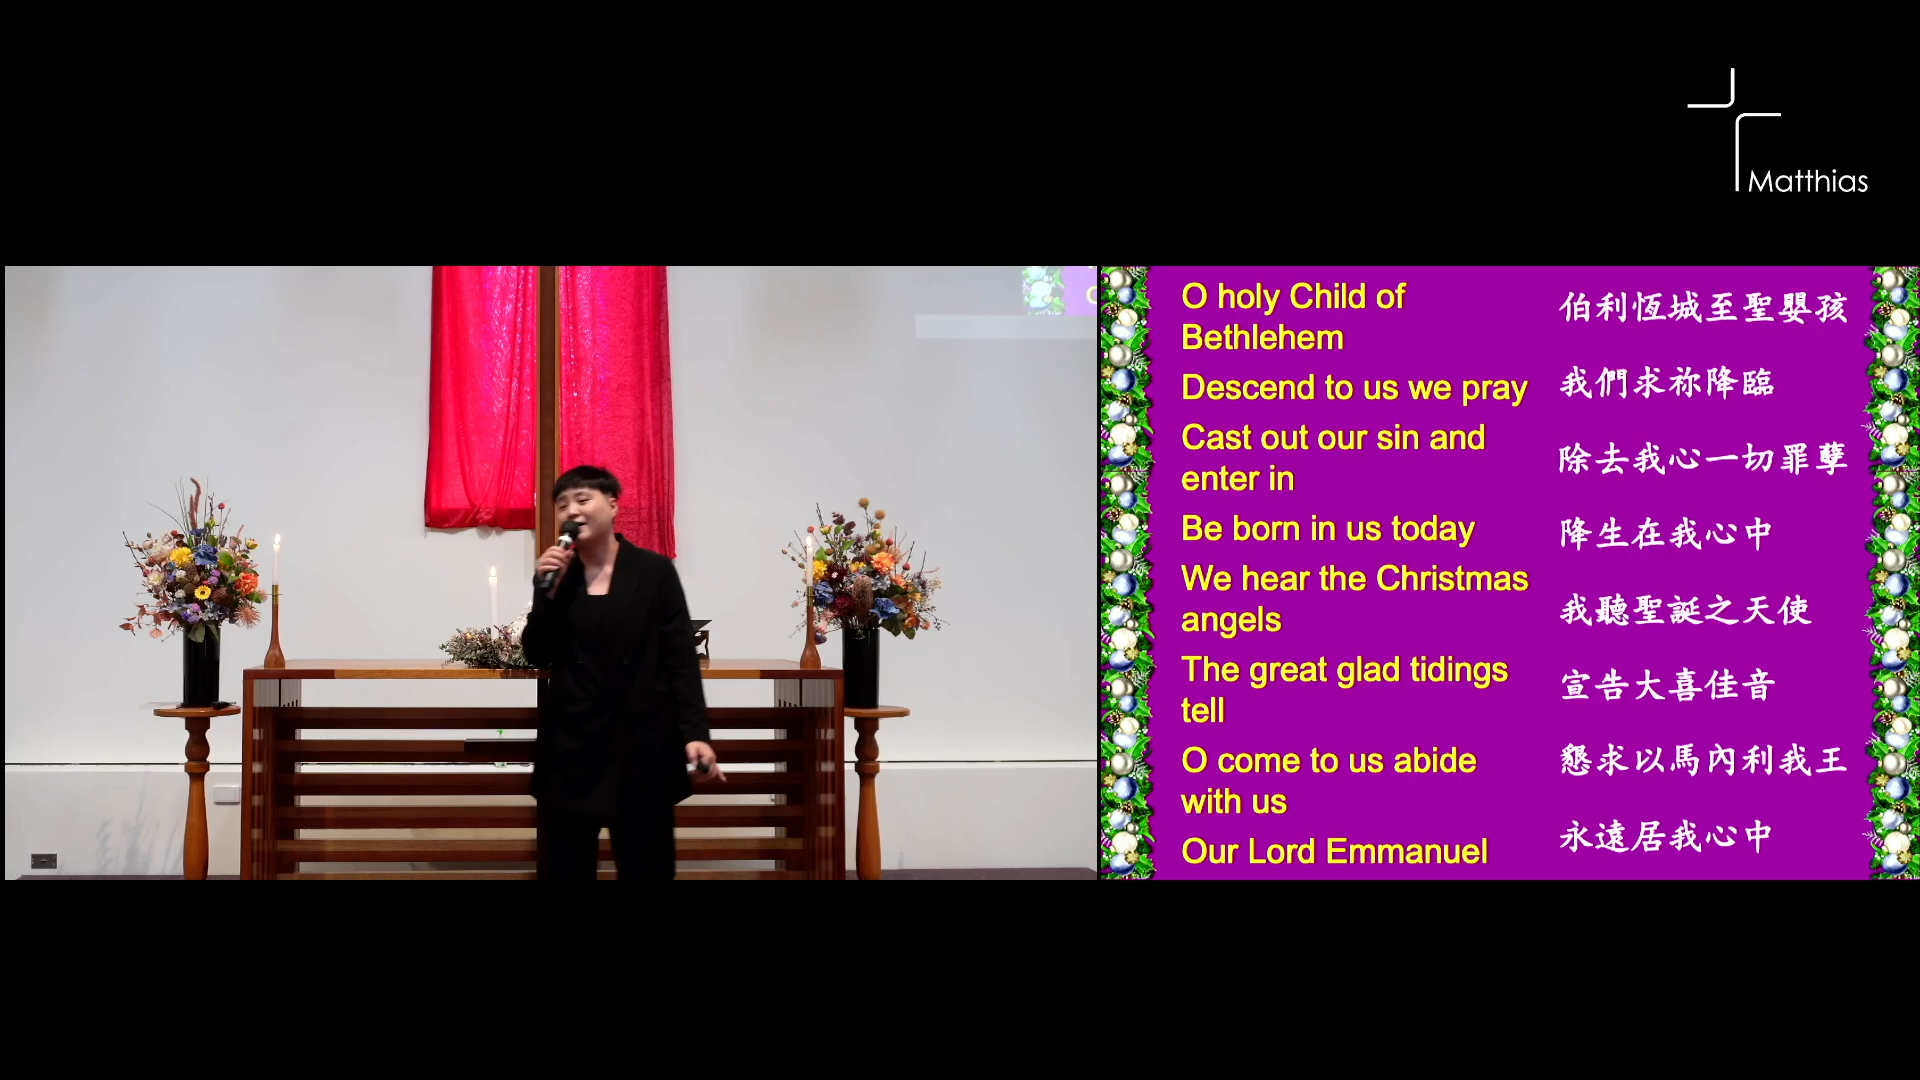 Matthias
O holy Child of
Bethlehem
Descend to us we pray
Cast out our sin and
enter in
Be born in us today
We hear the Christmas
angels
The great glad tidings
tell
O come to us abide
with us
Our Lord Emmanuel
伯利恆城至聖嬰孩
我們求祢降臨
除去我心一切罪孽
降生在我心中
我聽聖誕之天使
宣告大喜佳音
懇求以馬內利我王
永遠居我心中